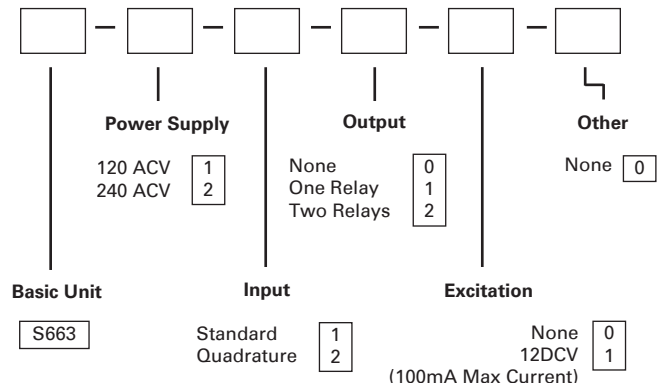 Power Supply
120 ACV 1
240 ACV 2
Output
None 0
One Relay 1
Two Relays 2
Other
None 0
Basic Unit
S663
Input
Standard 1
Quadrature 2
Excitation
None 0
12DCV 1
(100mA Max Current)